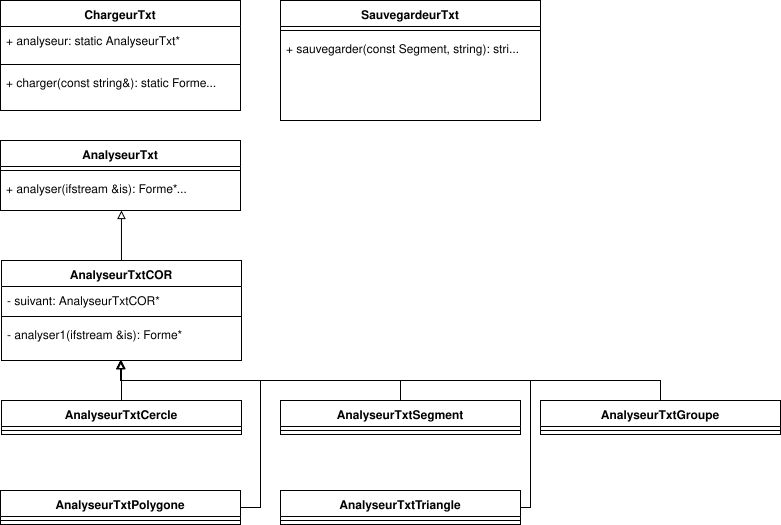 ChargeurTxt
+ analyseur: static AnalyseurTxt*
+ charger(const string&): static Forme...
SauvegardeurTxt
+ sauvegarder(const Segment, string): stri...
AnalyseurTxt
+ analyser(ifstream &is): Forme*...
AnalyseurTxtCOR
- suivant: AnalyseurTxtCOR*
- analyser1(ifstream &is): Forme*
AnalyseurTxtCercle
AnalyseurTxtSegment
AnalyseurTxtGroupe
AnalyseurTxtPolygone
AnalyseurTxtTriangle